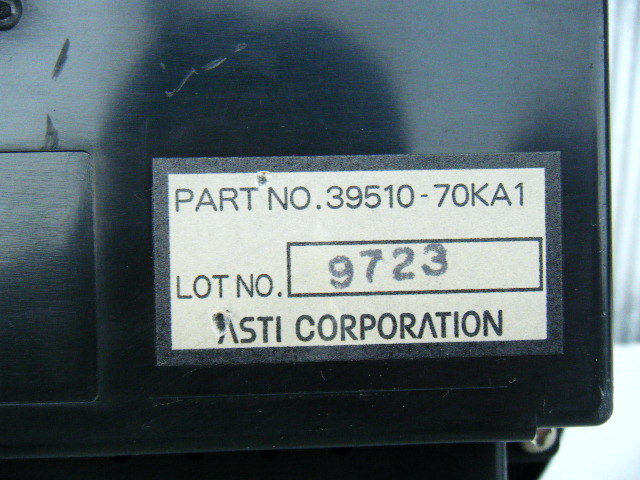 PART NO.39510-70KA1
LOT NO. 9723
ASTI CORPORATION